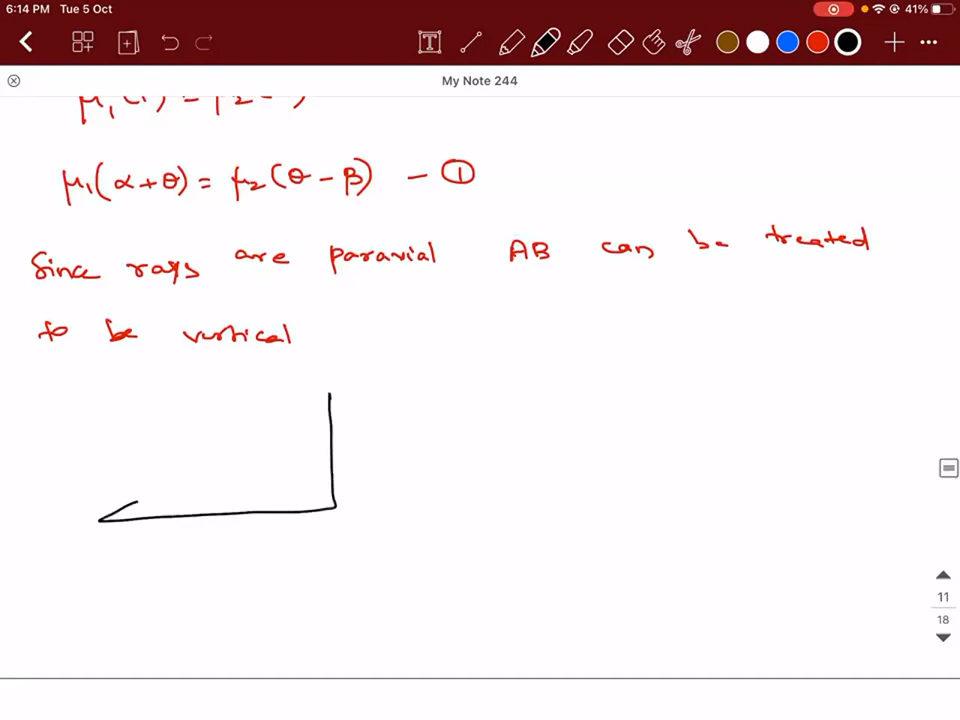 6:14 PM Tue 5 Oct
41%
My Note 244
μ₁(α+θ) = μ₂(θ-β) - ①
Since rays are paraxial AB can be treated
to be vertical
11
18